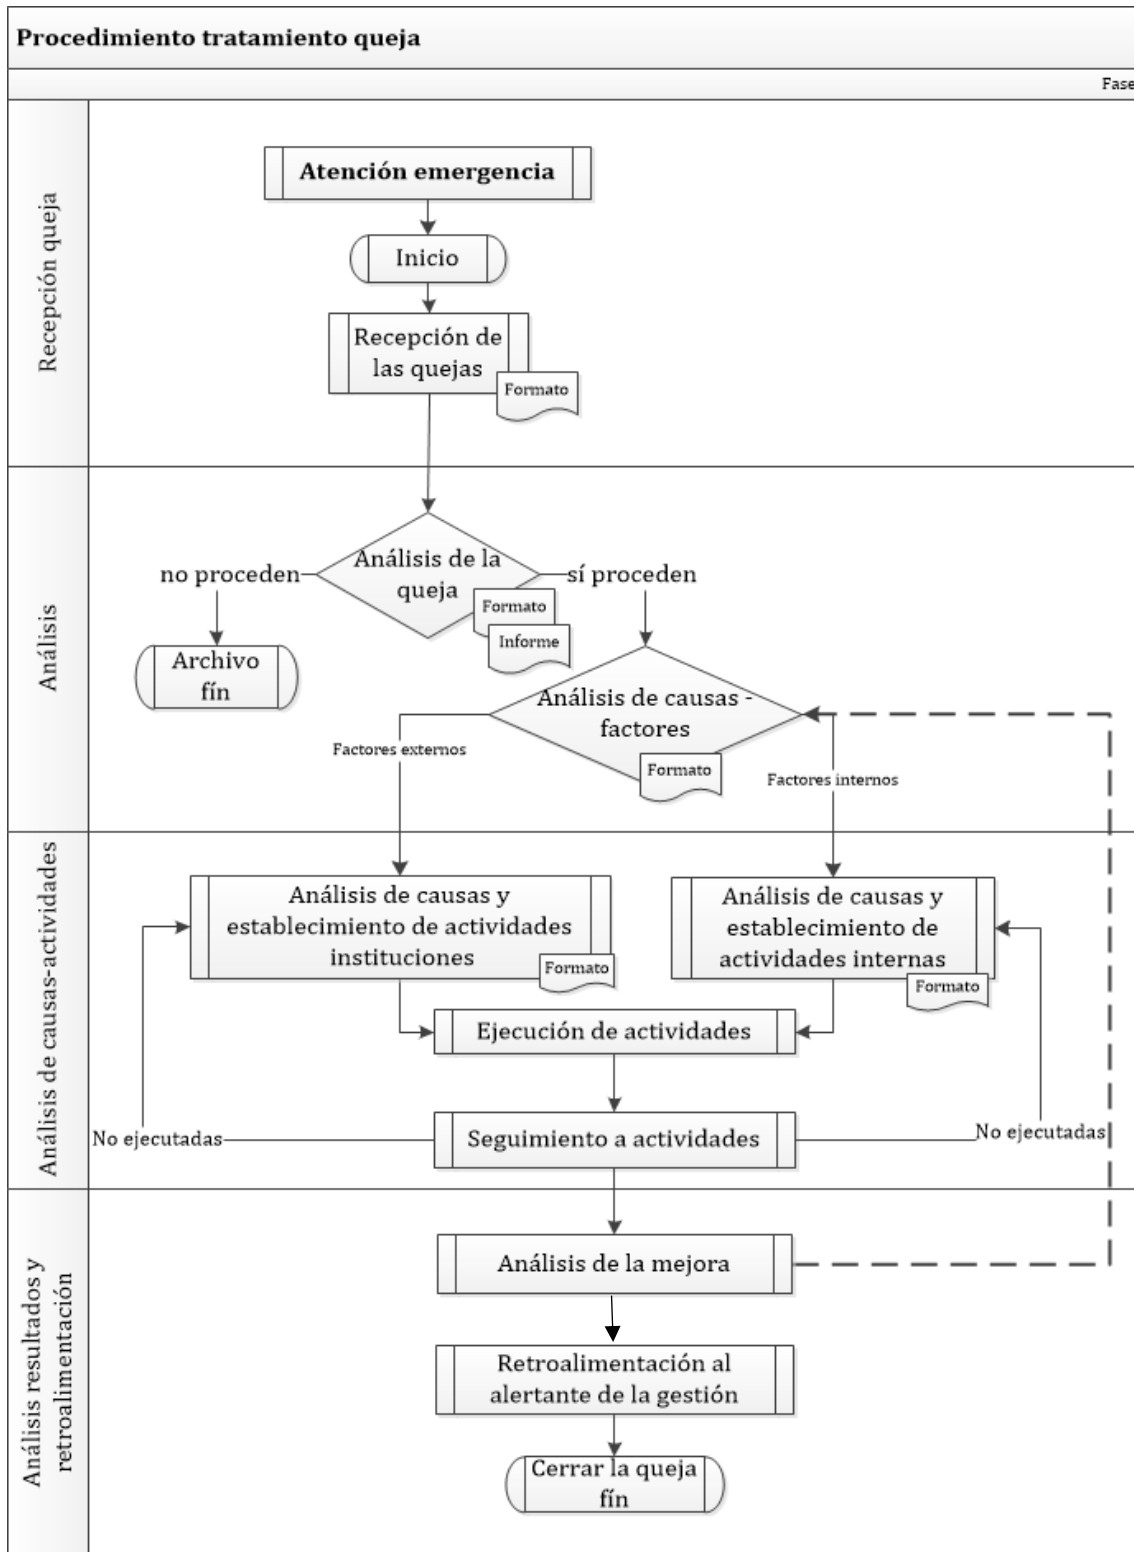 Procedimiento tratamiento queja
Fase
Recepción queja
Atención emergencia
Inicio
Recepción de
las quejas
Formato
Análisis
Análisis de la
queja
no proceden
sí proceden
Formato
Informe
Archivo
fín
Análisis de causas -
factores
Formato
Factores externos
Factores internos
Análisis de causas-actividades
Análisis de causas y
establecimiento de actividades
instituciones
Formato
Análisis de causas y
establecimiento de
actividades internas
Formato
Ejecución de actividades
Seguimiento a actividades
No ejecutadas
No ejecutadas
Análisis resultados y
retroalimentación
Análisis de la mejora
Retroalimentación al
alertante de la gestión
Cerrar la queja
fín